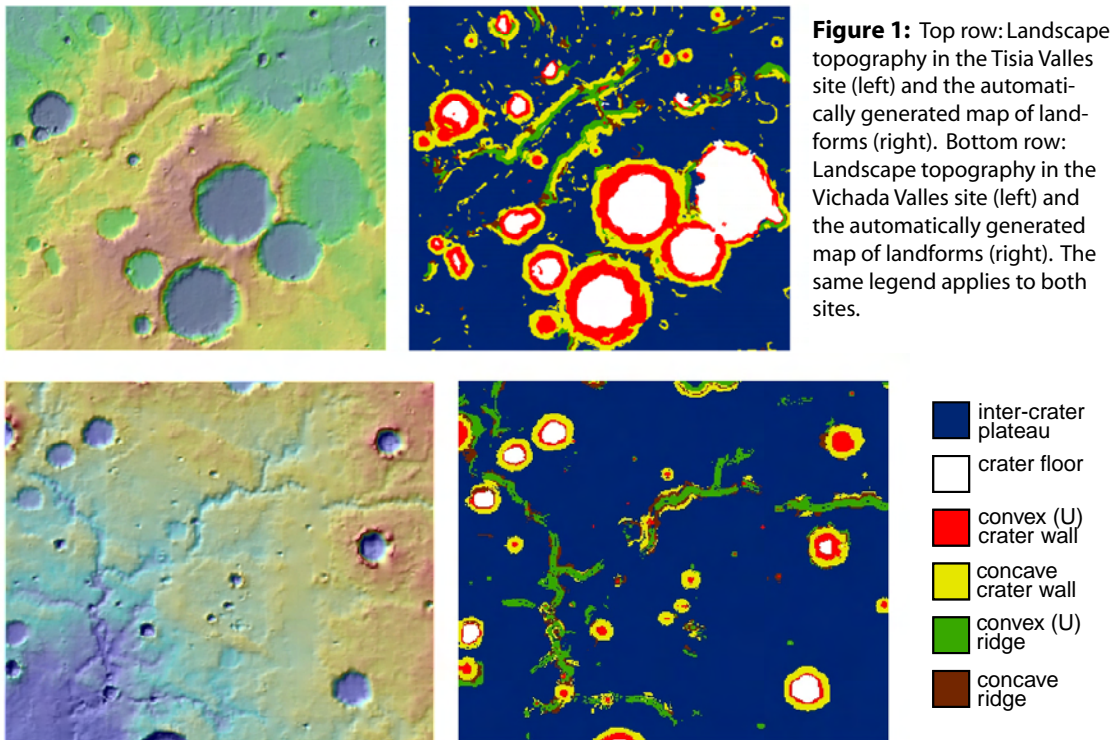 Figure 1: Top row: Landscape
topography in the Tisia Valles
site (left) and the automati-
cally generated map of land-
forms (right). Bottom row:
Landscape topography in the
Vichada Valles site (left) and
the automatically generated
map of landforms (right). The
same legend applies to both
sites.
inter-crater
plateau
crater floor
convex (U)
crater wall
concave
crater wall
convex (U)
ridge
concave
ridge